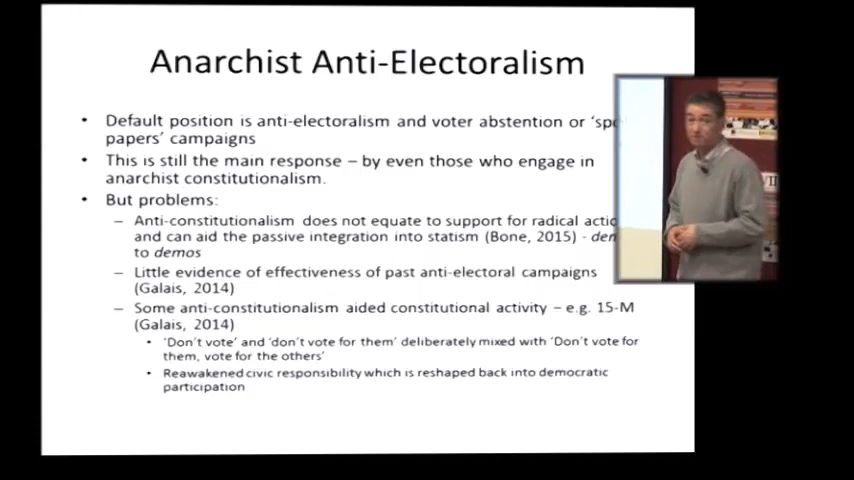 Anarchist Anti-Electoralism
• Default position is anti-electoralism and voter abstention or 'spo
papers' campaigns
• This is still the main response – by even those who engage in
anarchist constitutionalism.
• But problems:
– Anti-constitutionalism does not equate to support for radical actio
and can aid the passive integration into statism (Bone, 2015) - den
to demos
– Little evidence of effectiveness of past anti-electoral campaigns
(Galais, 2014)
– Some anti-constitutionalism aided constitutional activity – e.g. 15-M
(Galais, 2014)
• 'Don't vote' and 'don't vote for them' deliberately mixed with 'Don't vote for
them, vote for the others'
• Reawakened civic responsibility which is reshaped back into democratic
participation
VII